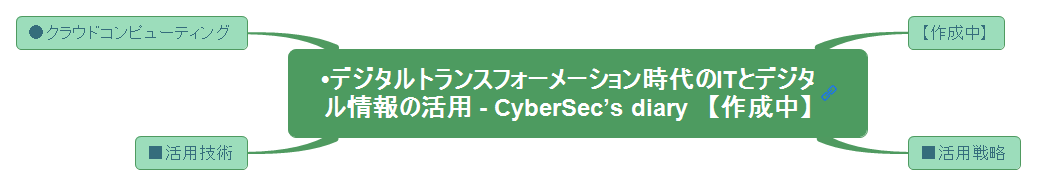 ●クラウドコンピューティング
【作成中】
•デジタルトランスフォーメーション時代のITとデジタ
ル情報の活用 - CyberSec’s diary 【作成中】
■活用技術
■活用戦略